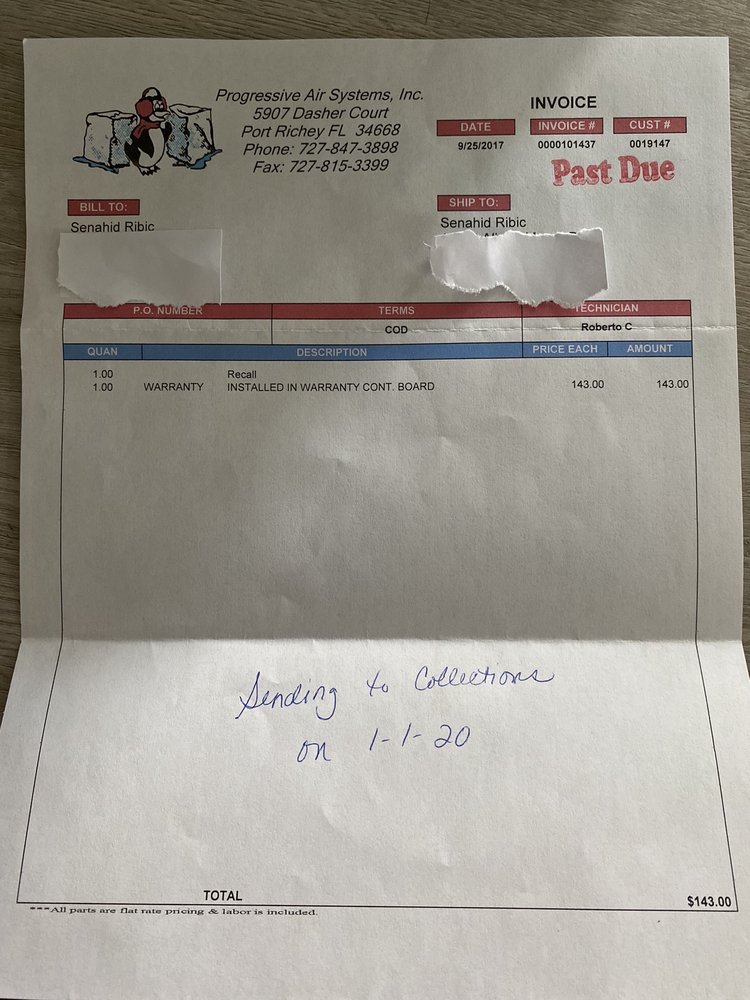 Progressive Air Systems, Inc.
5907 Dasher Court
Port Richey FL 34668
Phone: 727-847-3898
Fax: 727-815-3399
INVOICE
DATE INVOICE # CUST #
9/25/2017 0000101437 0019147
Past Due
BILL TO:
Senahid Ribic
SHIP TO:
Senahid Ribic
P.O. NUMBER TERMS TECHNICIAN
COD Roberto C
QUAN DESCRIPTION PRICE EACH AMOUNT
1.00 Recall
1.00 WARRANTY INSTALLED IN WARRANTY CONT. BOARD 143.00 143.00
Sending to Collections
on 1-1-20
TOTAL $143.00
***All parts are flat rate pricing & labor is included.